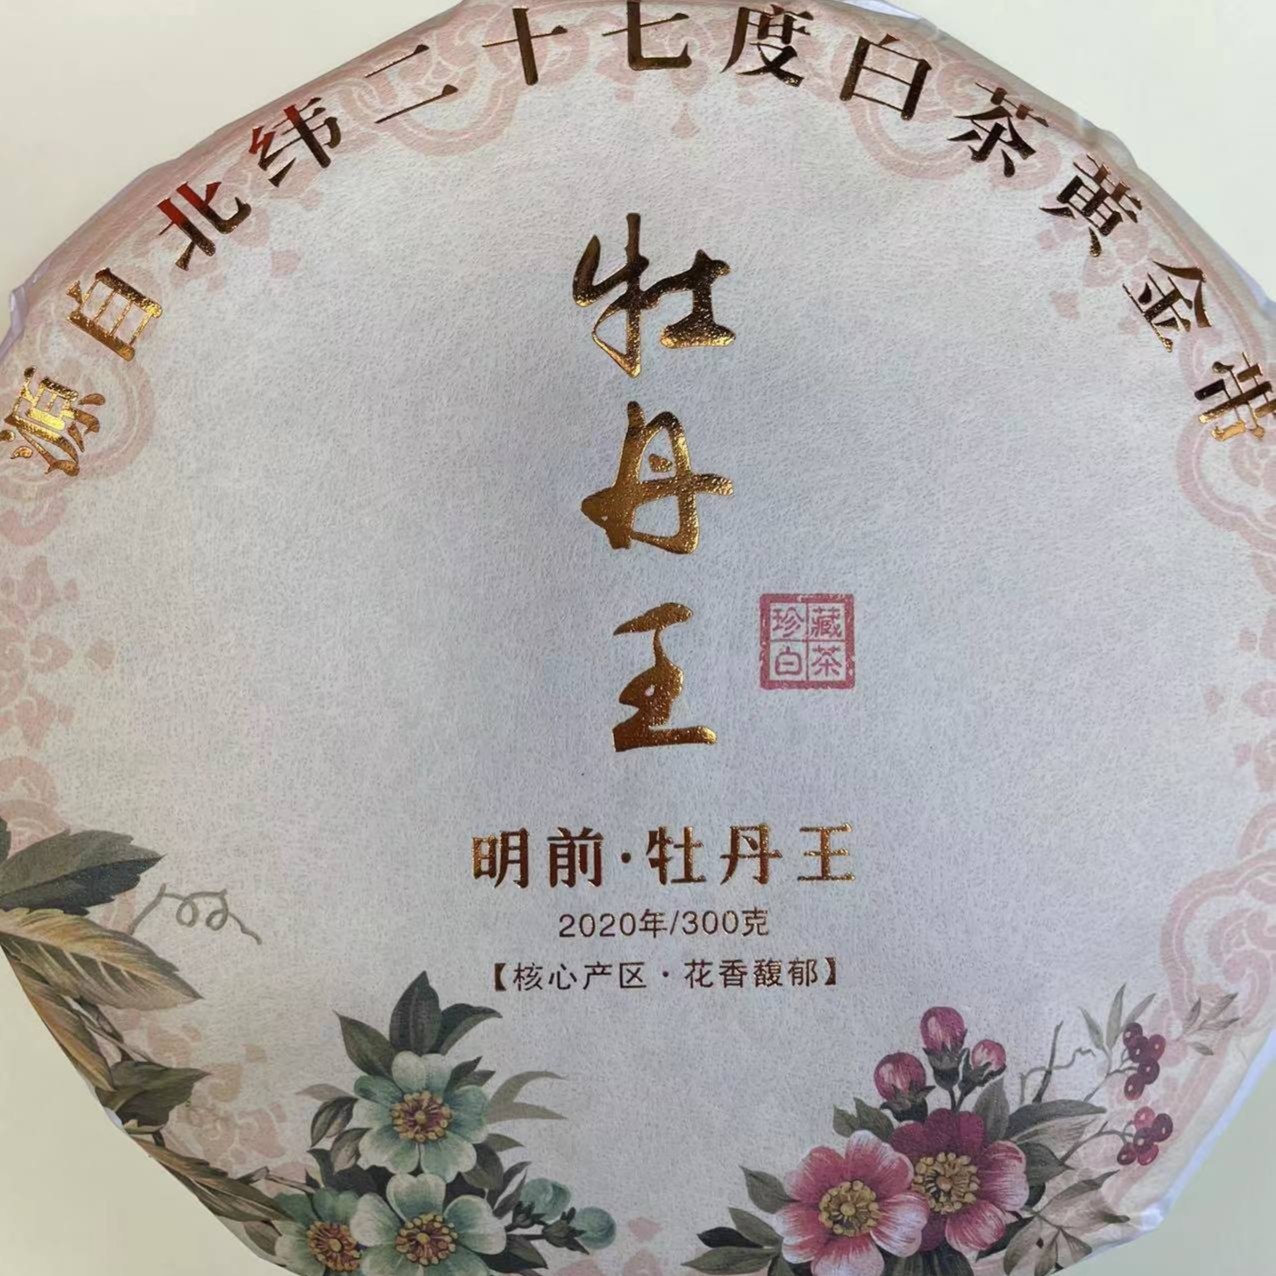 源自北纬二十七度白茶黄金带
牡丹王
珍藏
白茶
明前·牡丹王
2020年/300克
【核心产区·花香馥郁】